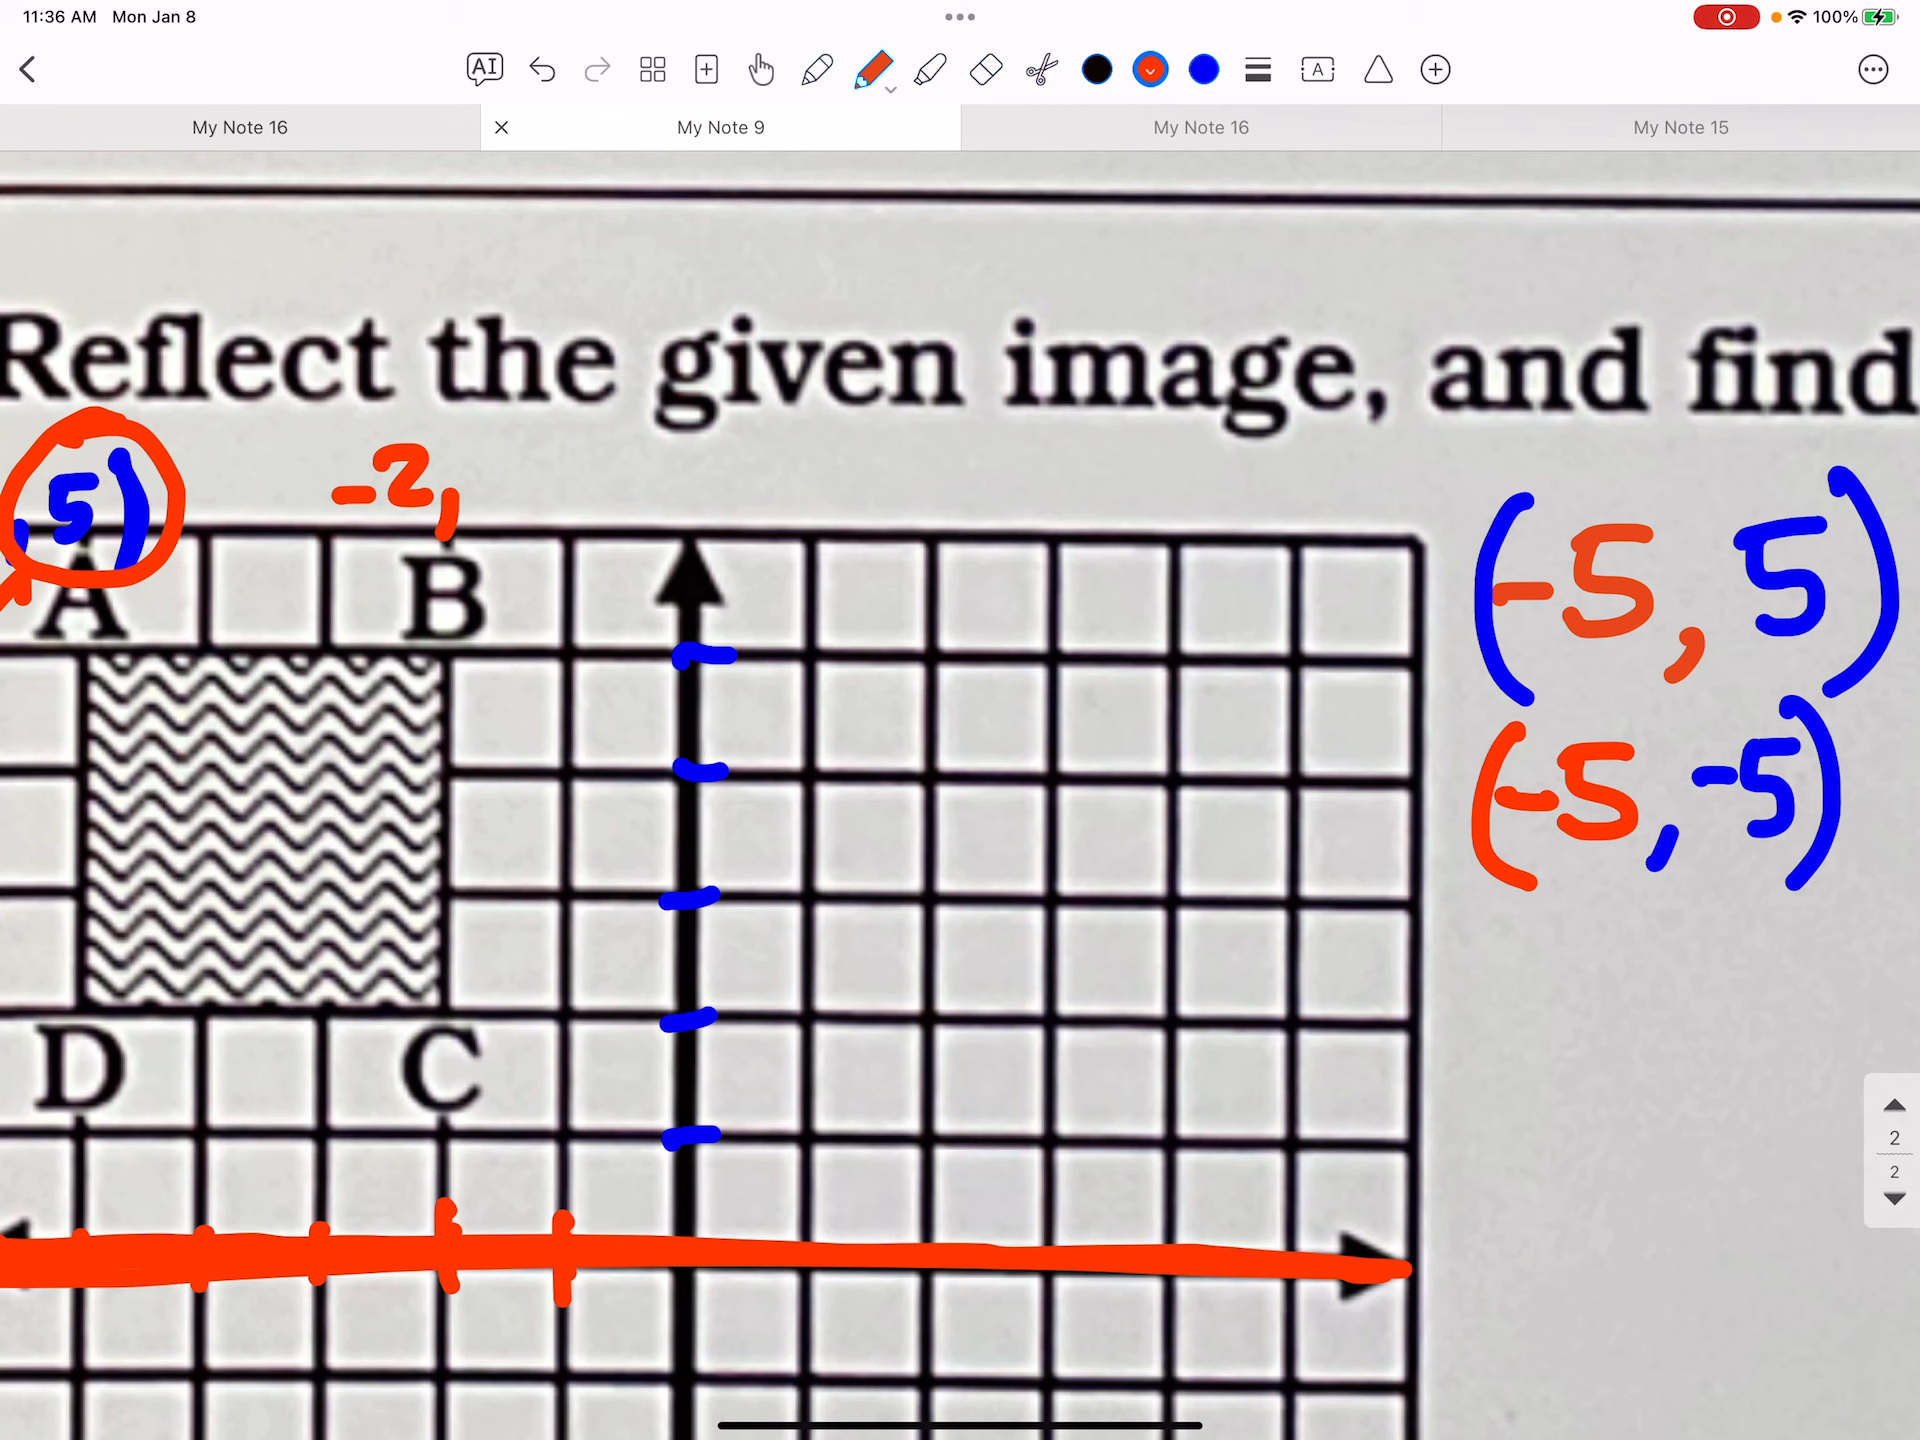 11:36 AM Mon Jan 8
100%
AI
A
My Note 16
My Note 9
My Note 16
My Note 15
Reflect the given image, and find
, 5)
-2,
(-5, 5)
A
B
(-5, -5)
D
C
2
2